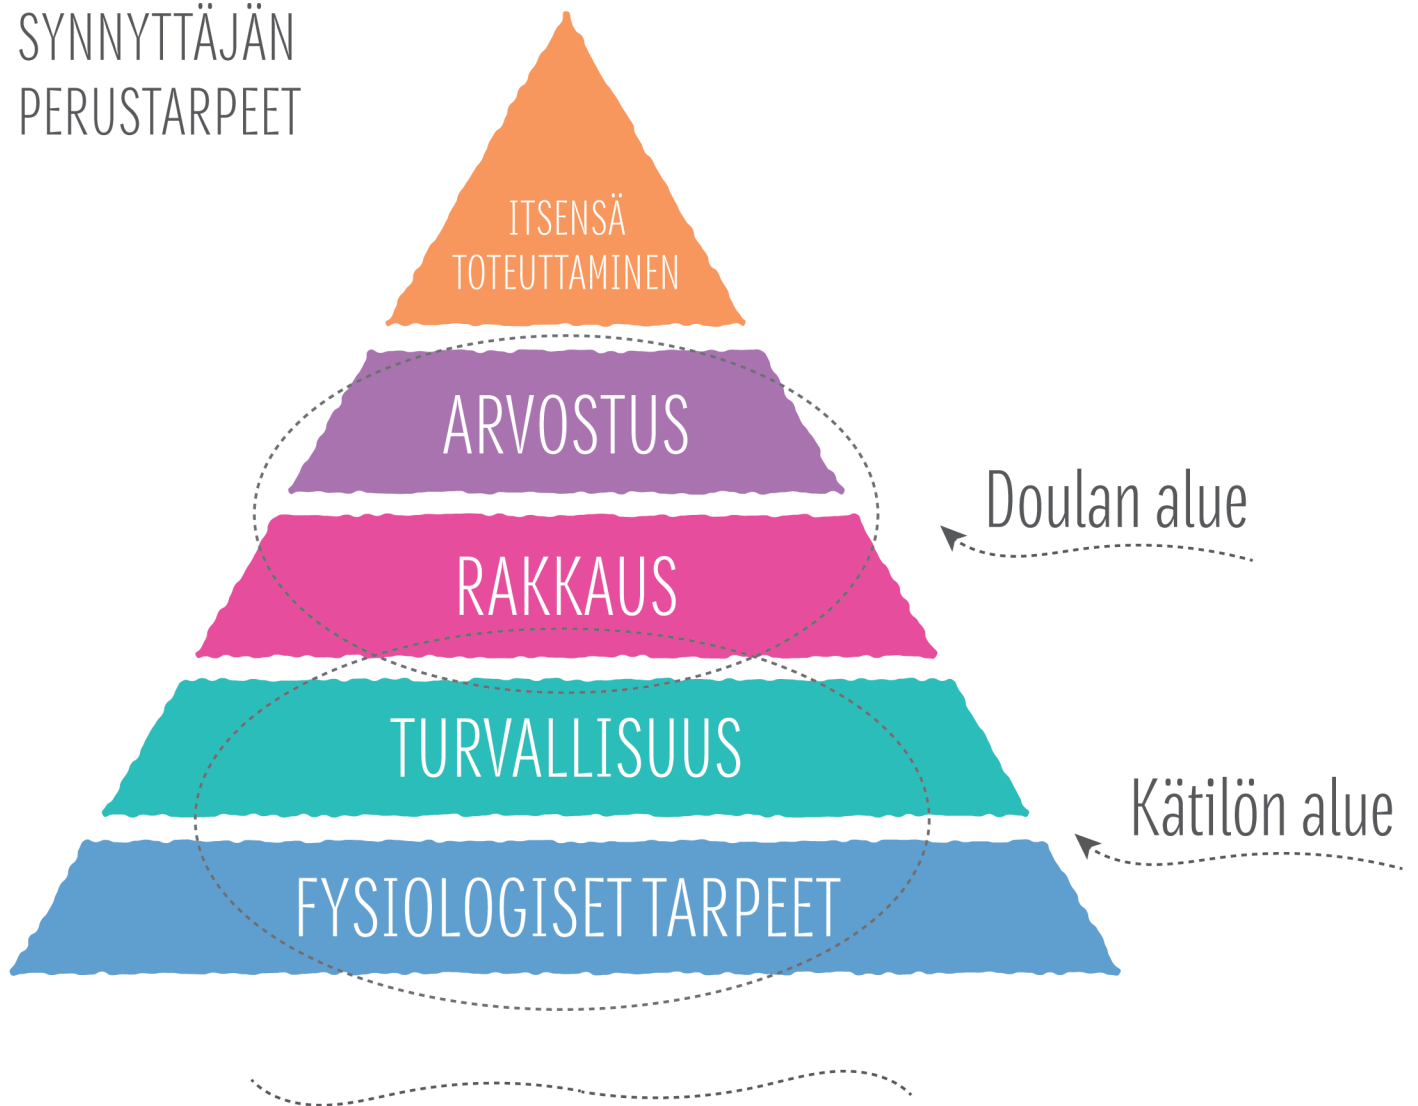 SYNNYTTÄJÄN
PERUSTARPEET
ITSENSÄ
TOTEUTTAMINEN
ARVOSTUS
Doulan alue
RAKKAUS
TURVALLISUUS
Kätilön alue
FYSIOLOGISET TARPEET